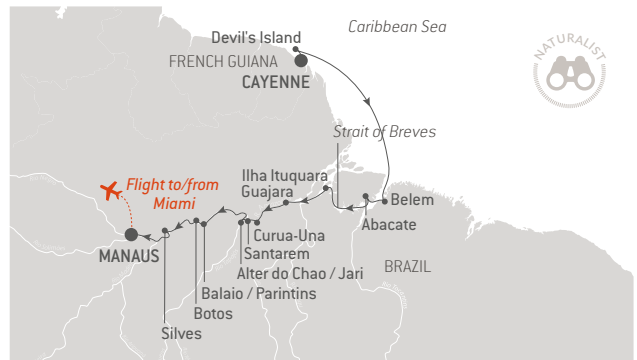 Devil's Island
Caribbean Sea
NATURALIST
FRENCH GUIANA
CAYENNE
Strait of Breves
Ilha Ituquara
Guajara
Flight to/from
Miami
Belem
Abacate
Curua-Una
Santarem
MANAUS
Alter do Chao / Jari
BRAZIL
Balaio / Parintins
Botos
Silves